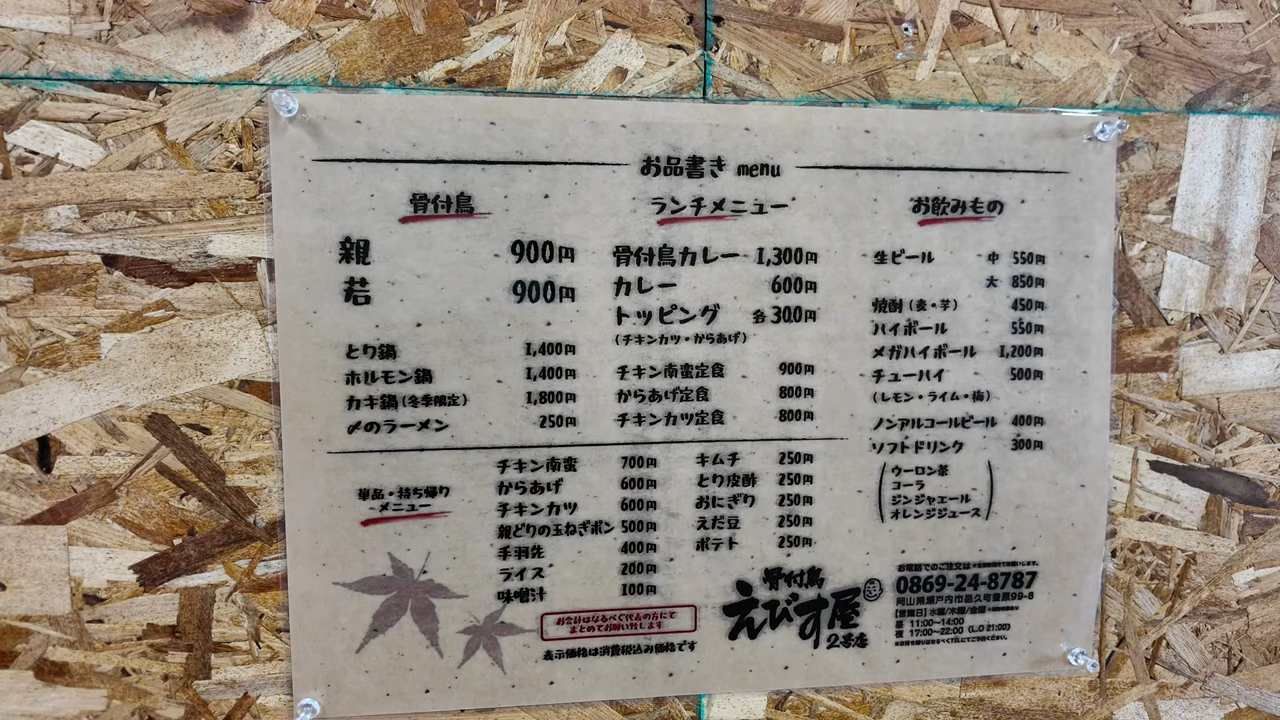 お品書き menu
骨付鳥
親 900円
若 900円
とり鍋 1,400円
ホルモン鍋 1,400円
カキ鍋(冬季限定) 1,800円
〆のラーメン 250円
ランチメニュー
骨付鳥カレー 1,300円
カレー 600円
トッピング 各300円
(チキンカツ・からあげ)
チキン南蛮定食 900円
からあげ定食 800円
チキンカツ定食 800円
お飲みもの
生ビール 中 550円
大 850円
焼酎(麦・芋) 450円
ハイボール 550円
メガハイボール 1,200円
チューハイ 500円
(レモン・ライム・梅)
ノンアルコールビール 400円
ソフトドリンク 300円
ウーロン茶
コーラ
ジンジャエール
オレンジジュース
単品・持ち帰り
メニュー
チキン南蛮 700円
からあげ 600円
チキンカツ 600円
親どりの玉ねぎポン 500円
手羽先 400円
ライス 200円
味噌汁 100円
キムチ 250円
とり皮酢 250円
おにぎり 250円
えだ豆 250円
ポテト 250円
お会計はなるべく代表の方にて
まとめてお願い致します
表示価格は消費税込み価格です
骨付鳥
えびす屋
2号店
お電話でのご注文は
0869-24-8787
岡山県瀬戸内市邑久町豊原99-8
【営業日】水曜/木曜/金曜
昼 11:00〜14:00
夜 17:00〜22:00 (L.O 21:00)